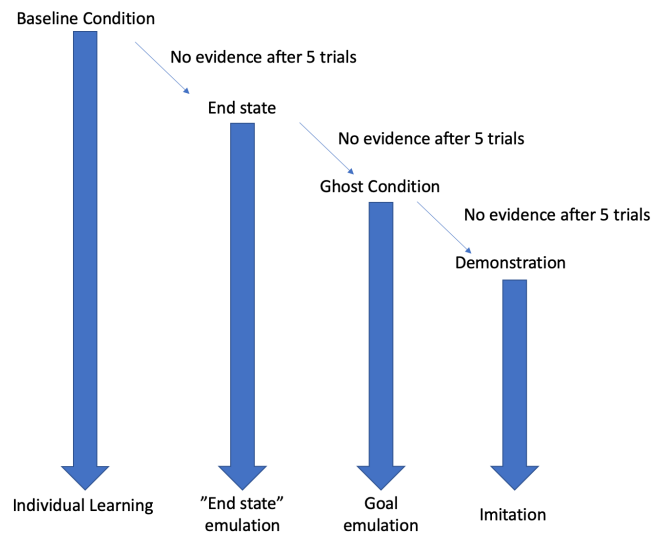 Baseline Condition
No evidence after 5 trials
End state
No evidence after 5 trials
Ghost Condition
No evidence after 5 trials
Demonstration
Individual Learning
”End state”
emulation
Goal
emulation
Imitation